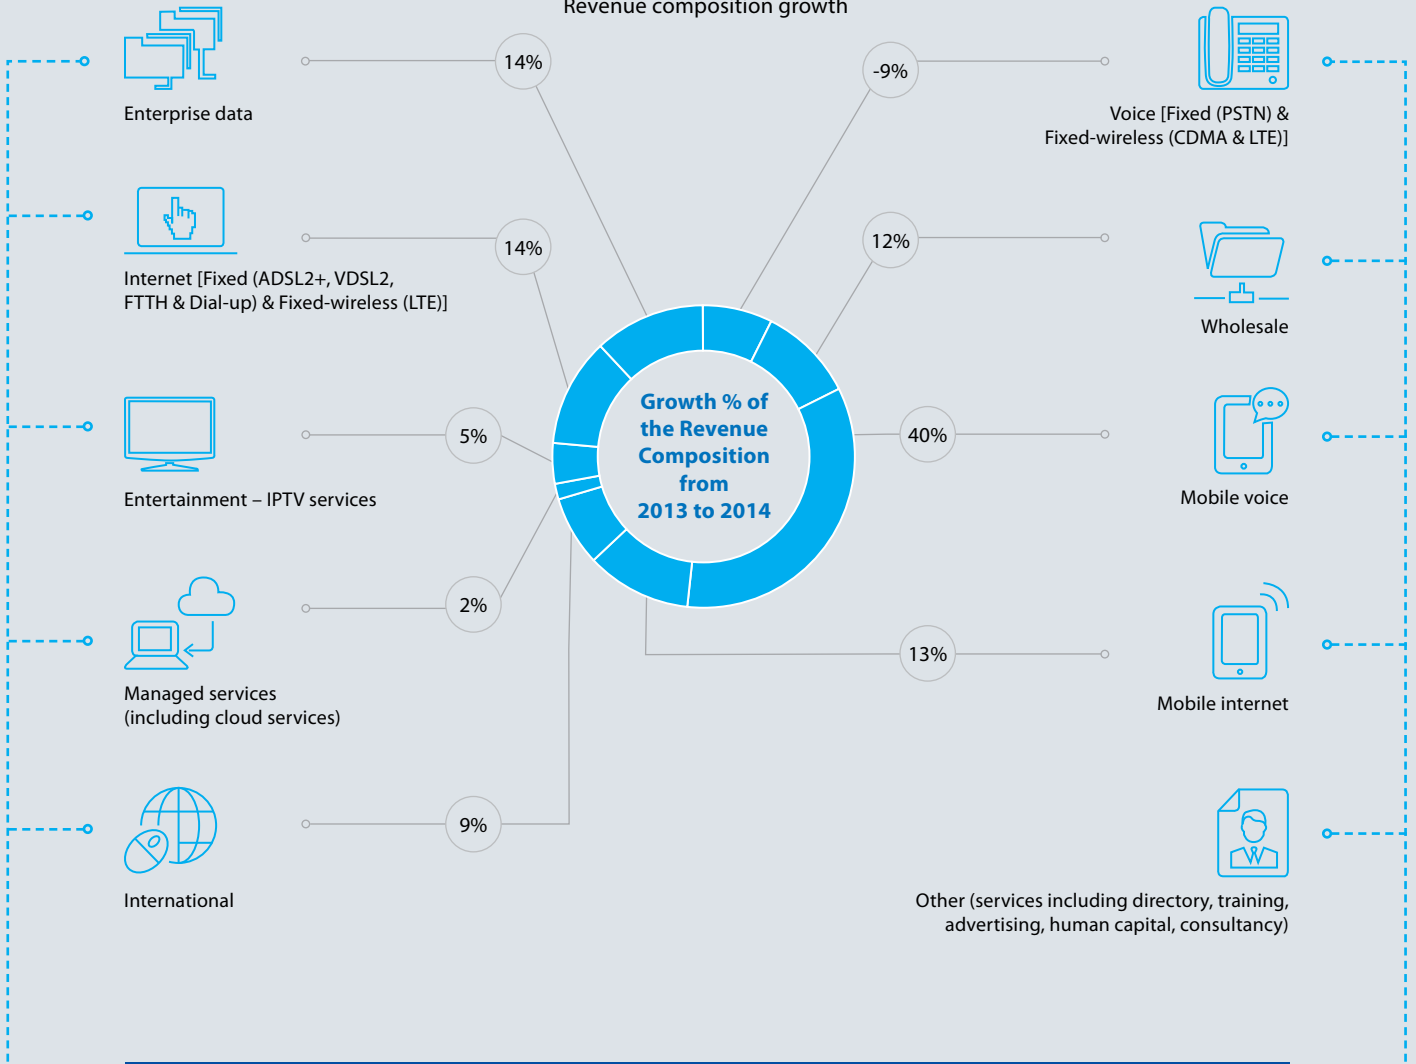 Revenue composition growth
14%
Enterprise data
-9%
Voice [Fixed (PSTN) &
Fixed-wireless (CDMA & LTE)]
14%
Internet [Fixed (ADSL2+, VDSL2,
FTTH & Dial-up) & Fixed-wireless (LTE)]
12%
Wholesale
Growth % of
the Revenue
Composition
from
2013 to 2014
5%
Entertainment – IPTV services
40%
Mobile voice
2%
Managed services
(including cloud services)
13%
Mobile internet
9%
International
Other (services including directory, training,
advertising, human capital, consultancy)